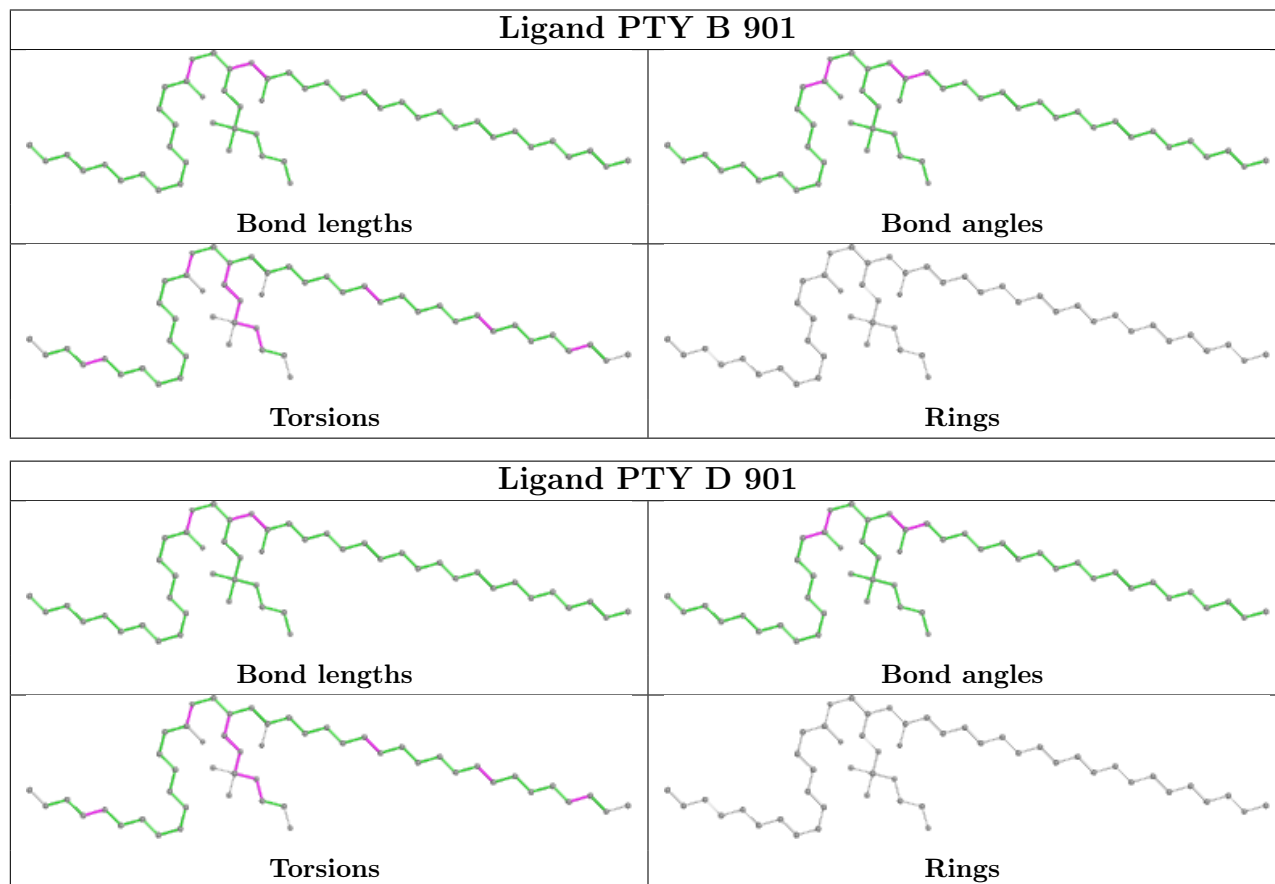 Ligand PTY B 901
Bond lengths Bond angles
Torsions Rings
Ligand PTY D 901
Bond lengths Bond angles
Torsions Rings